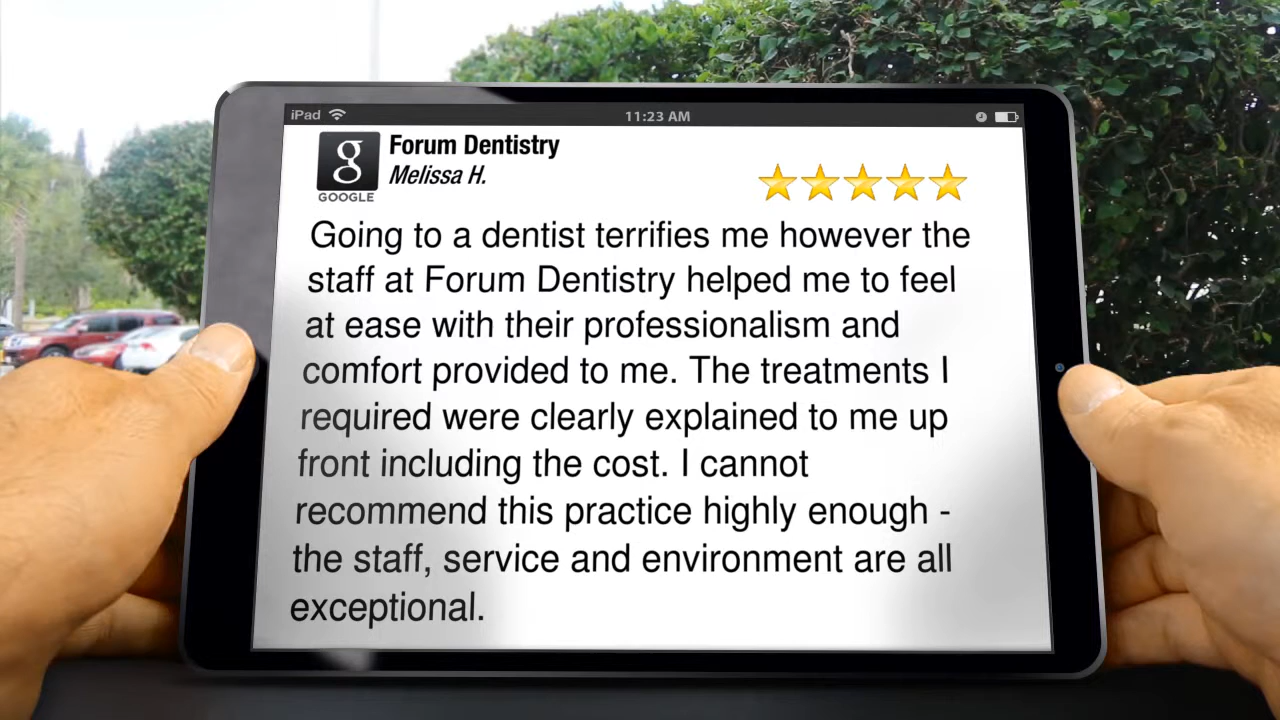 iPad
11:23 AM
g
GOOGLE
Forum Dentistry
Melissa H.
Going to a dentist terrifies me however the
staff at Forum Dentistry helped me to feel
at ease with their professionalism and
comfort provided to me. The treatments I
required were clearly explained to me up
front including the cost. I cannot
recommend this practice highly enough -
the staff, service and environment are all
exceptional.